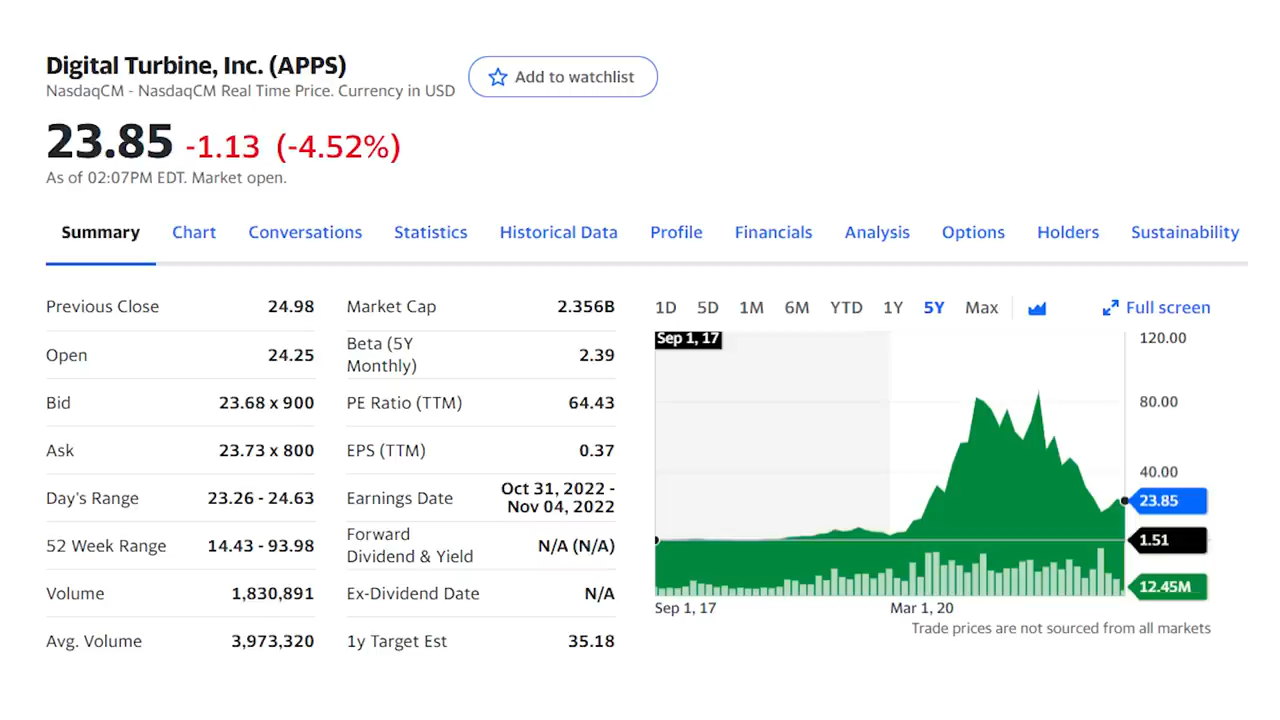 Digital Turbine, Inc. (APPS)
Add to watchlist
NasdaqCM - NasdaqCM Real Time Price. Currency in USD
23.85 -1.13 (-4.52%)
As of 02:07PM EDT. Market open.
Summary Chart Conversations Statistics Historical Data Profile Financials Analysis Options Holders Sustainability
Previous Close 24.98
Open 24.25
Bid 23.68 x 900
Ask 23.73 x 800
Day's Range 23.26 - 24.63
52 Week Range 14.43 - 93.98
Volume 1,830,891
Avg. Volume 3,973,320
Market Cap 2.356B
Beta (5Y
Monthly) 2.39
PE Ratio (TTM) 64.43
EPS (TTM) 0.37
Earnings Date Oct 31, 2022 -
Nov 04, 2022
Forward
Dividend & Yield N/A (N/A)
Ex-Dividend Date N/A
1y Target Est 35.18
1D 5D 1M 6M YTD 1Y 5Y Max Full screen
Sep 1, 17
120.00
80.00
40.00
23.85
1.51
12.45M
Sep 1, 17 Mar 1, 20
Trade prices are not sourced from all markets